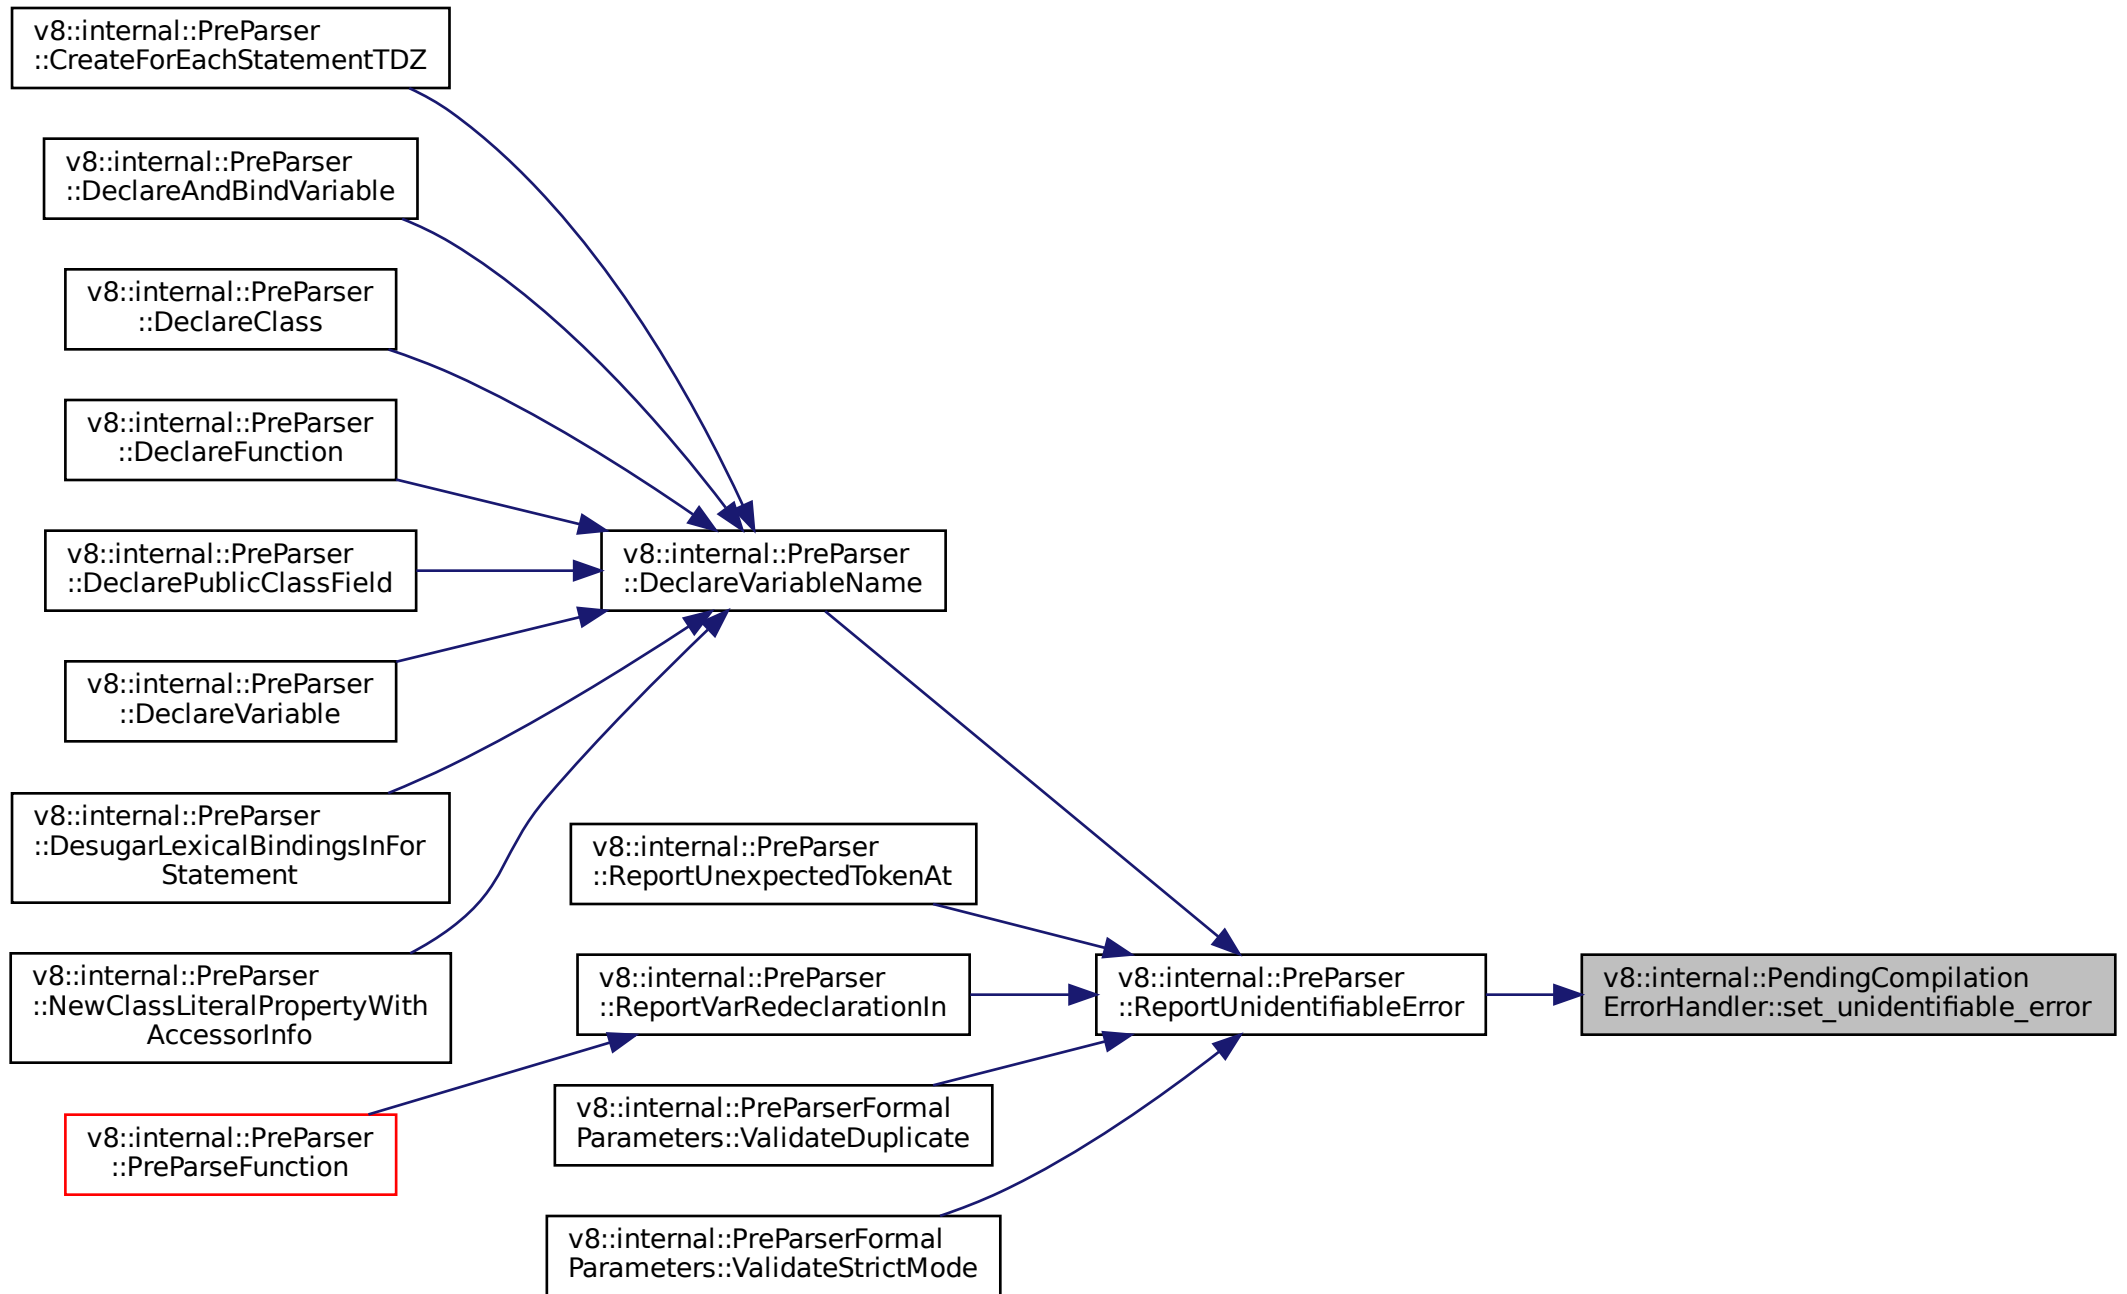 v8::internal::PreParser
::CreateForEachStatementTDZ
v8::internal::PreParser
::DeclareAndBindVariable
v8::internal::PreParser
::DeclareClass
v8::internal::PreParser
::DeclareFunction
v8::internal::PreParser
::DeclarePublicClassField
v8::internal::PreParser
::DeclareVariable
v8::internal::PreParser
::DesugarLexicalBindingsInFor
Statement
v8::internal::PreParser
::NewClassLiteralPropertyWith
AccessorInfo
v8::internal::PreParser
::PreParseFunction
v8::internal::PreParser
::DeclareVariableName
v8::internal::PreParser
::ReportUnexpectedTokenAt
v8::internal::PreParser
::ReportVarRedeclarationIn
v8::internal::PreParserFormal
Parameters::ValidateDuplicate
v8::internal::PreParserFormal
Parameters::ValidateStrictMode
v8::internal::PreParser
::ReportUnidentifiableError
v8::internal::PendingCompilation
ErrorHandler::set_unidentifiable_error